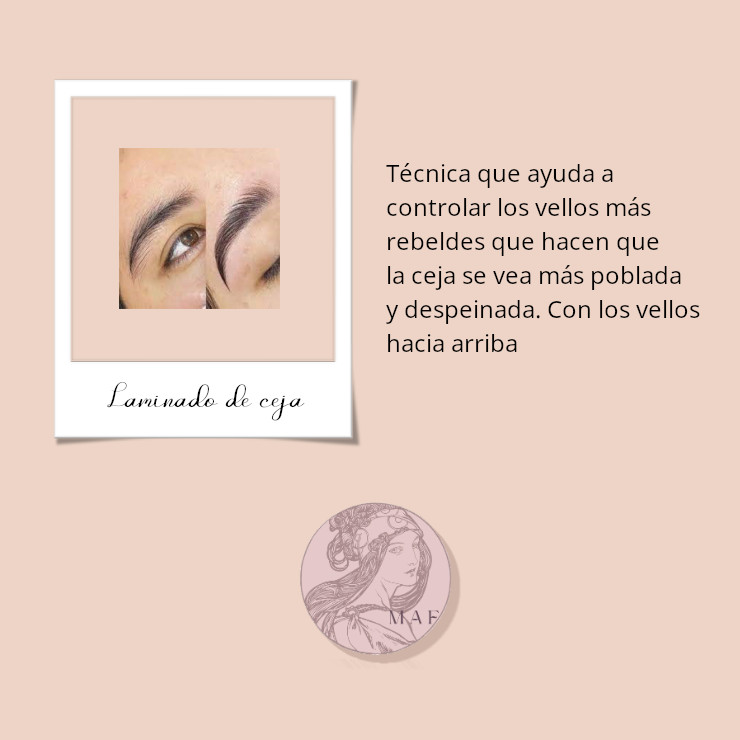 Técnica que ayuda a
controlar los vellos más
rebeldes que hacen que
la ceja se vea más poblada
y despeinada. Con los vellos
hacia arriba
Laminado de ceja
MAF